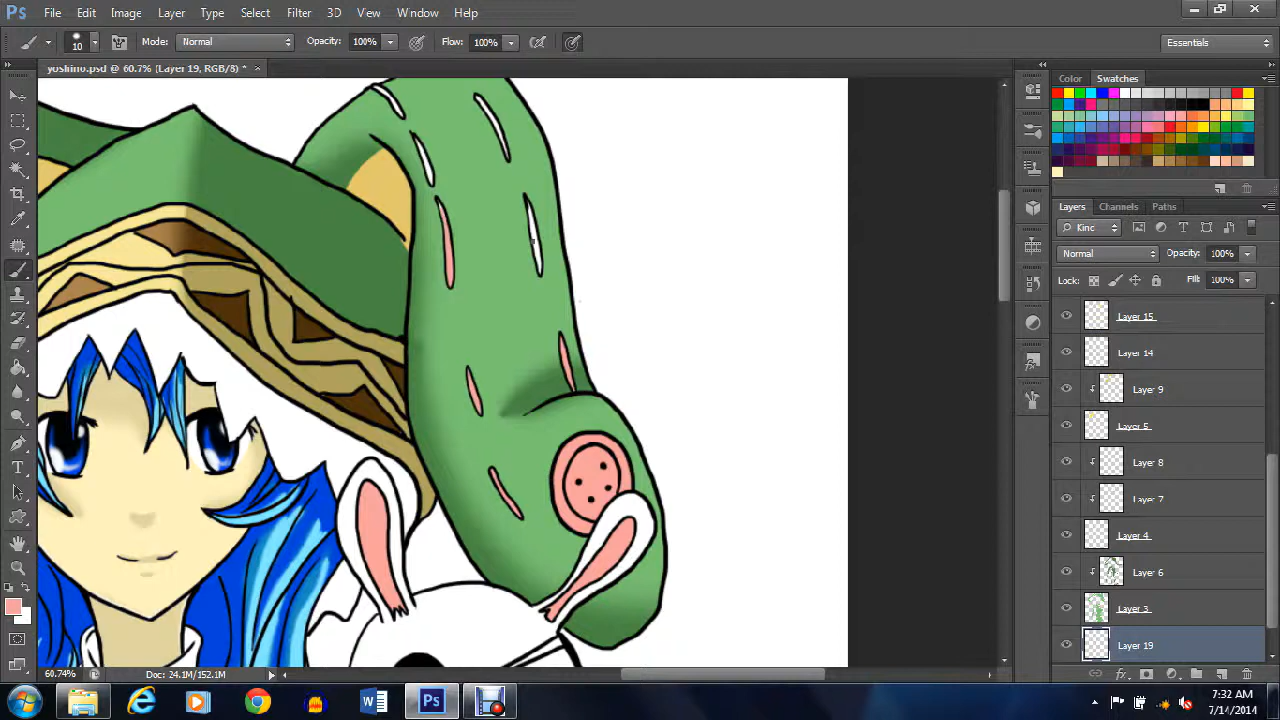 Ps File Edit Image Layer Type Select Filter 3D View Window Help
10 Mode: Normal Opacity: 100% Flow: 100% Essentials
yoshino.psd @ 60.7% (Layer 19, RGB/8) * ×
Color Swatches
Layers Channels Paths
Kind
Normal Opacity: 100%
Lock: Fill: 100%
Layer 15
Layer 14
Layer 9
Layer 5
Layer 8
Layer 7
Layer 4
Layer 6
Layer 3
Layer 19
60.74% Doc: 24.1M/152.1M
7:32 AM
7/14/2014